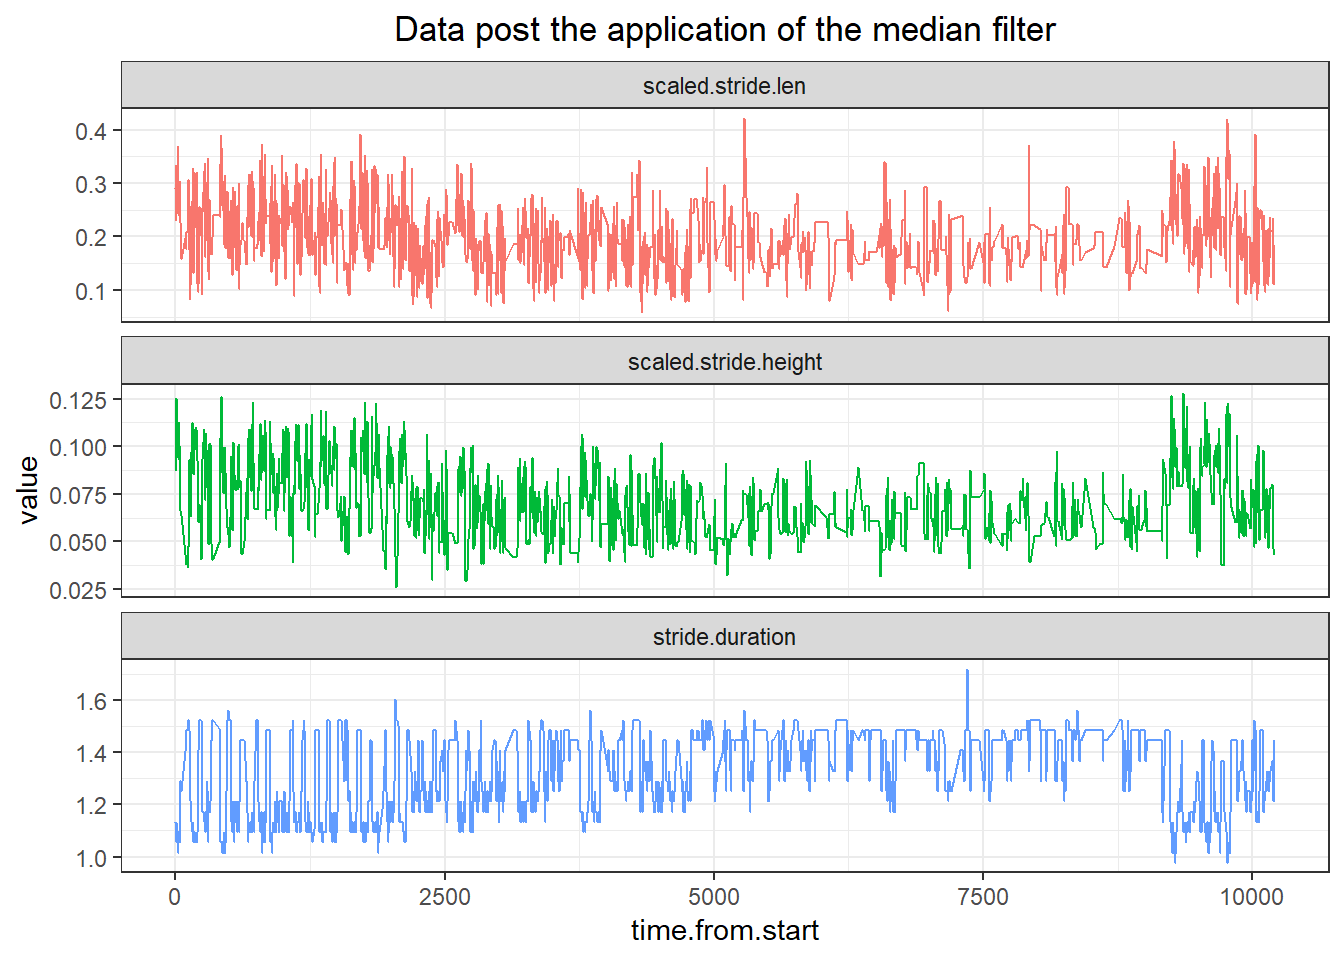 Data post the application of the median filter
scaled.stride.len
0.4
0.3
0.2
0.1
scaled.stride.height
0.125
0.100
0.075
0.050
0.025
value
stride.duration
1.6
1.4
1.2
1.0
0 2500 5000 7500 10000
time.from.start